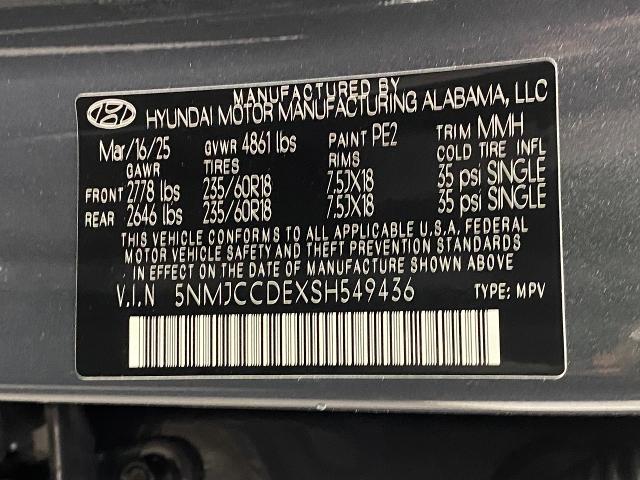 MANUFACTURED BY
HYUNDAI MOTOR MANUFACTURING ALABAMA, LLC
Mar/16/25 GVWR 4861 lbs PAINT PE2 TRIM MMH
GAWR TIRES RIMS COLD TIRE INFL
FRONT 2778 lbs 235/60R18 7.5JX18 35 psi SINGLE
REAR 2646 lbs 235/60R18 7.5JX18 35 psi SINGLE
THIS VEHICLE CONFORMS TO ALL APPLICABLE U.S.A. FEDERAL
MOTOR VEHICLE SAFETY AND THEFT PREVENTION STANDARDS
IN EFFECT ON THE DATE OF MANUFACTURE SHOWN ABOVE.
V.I.N 5NMJCCDEXSH549436 TYPE: MPV